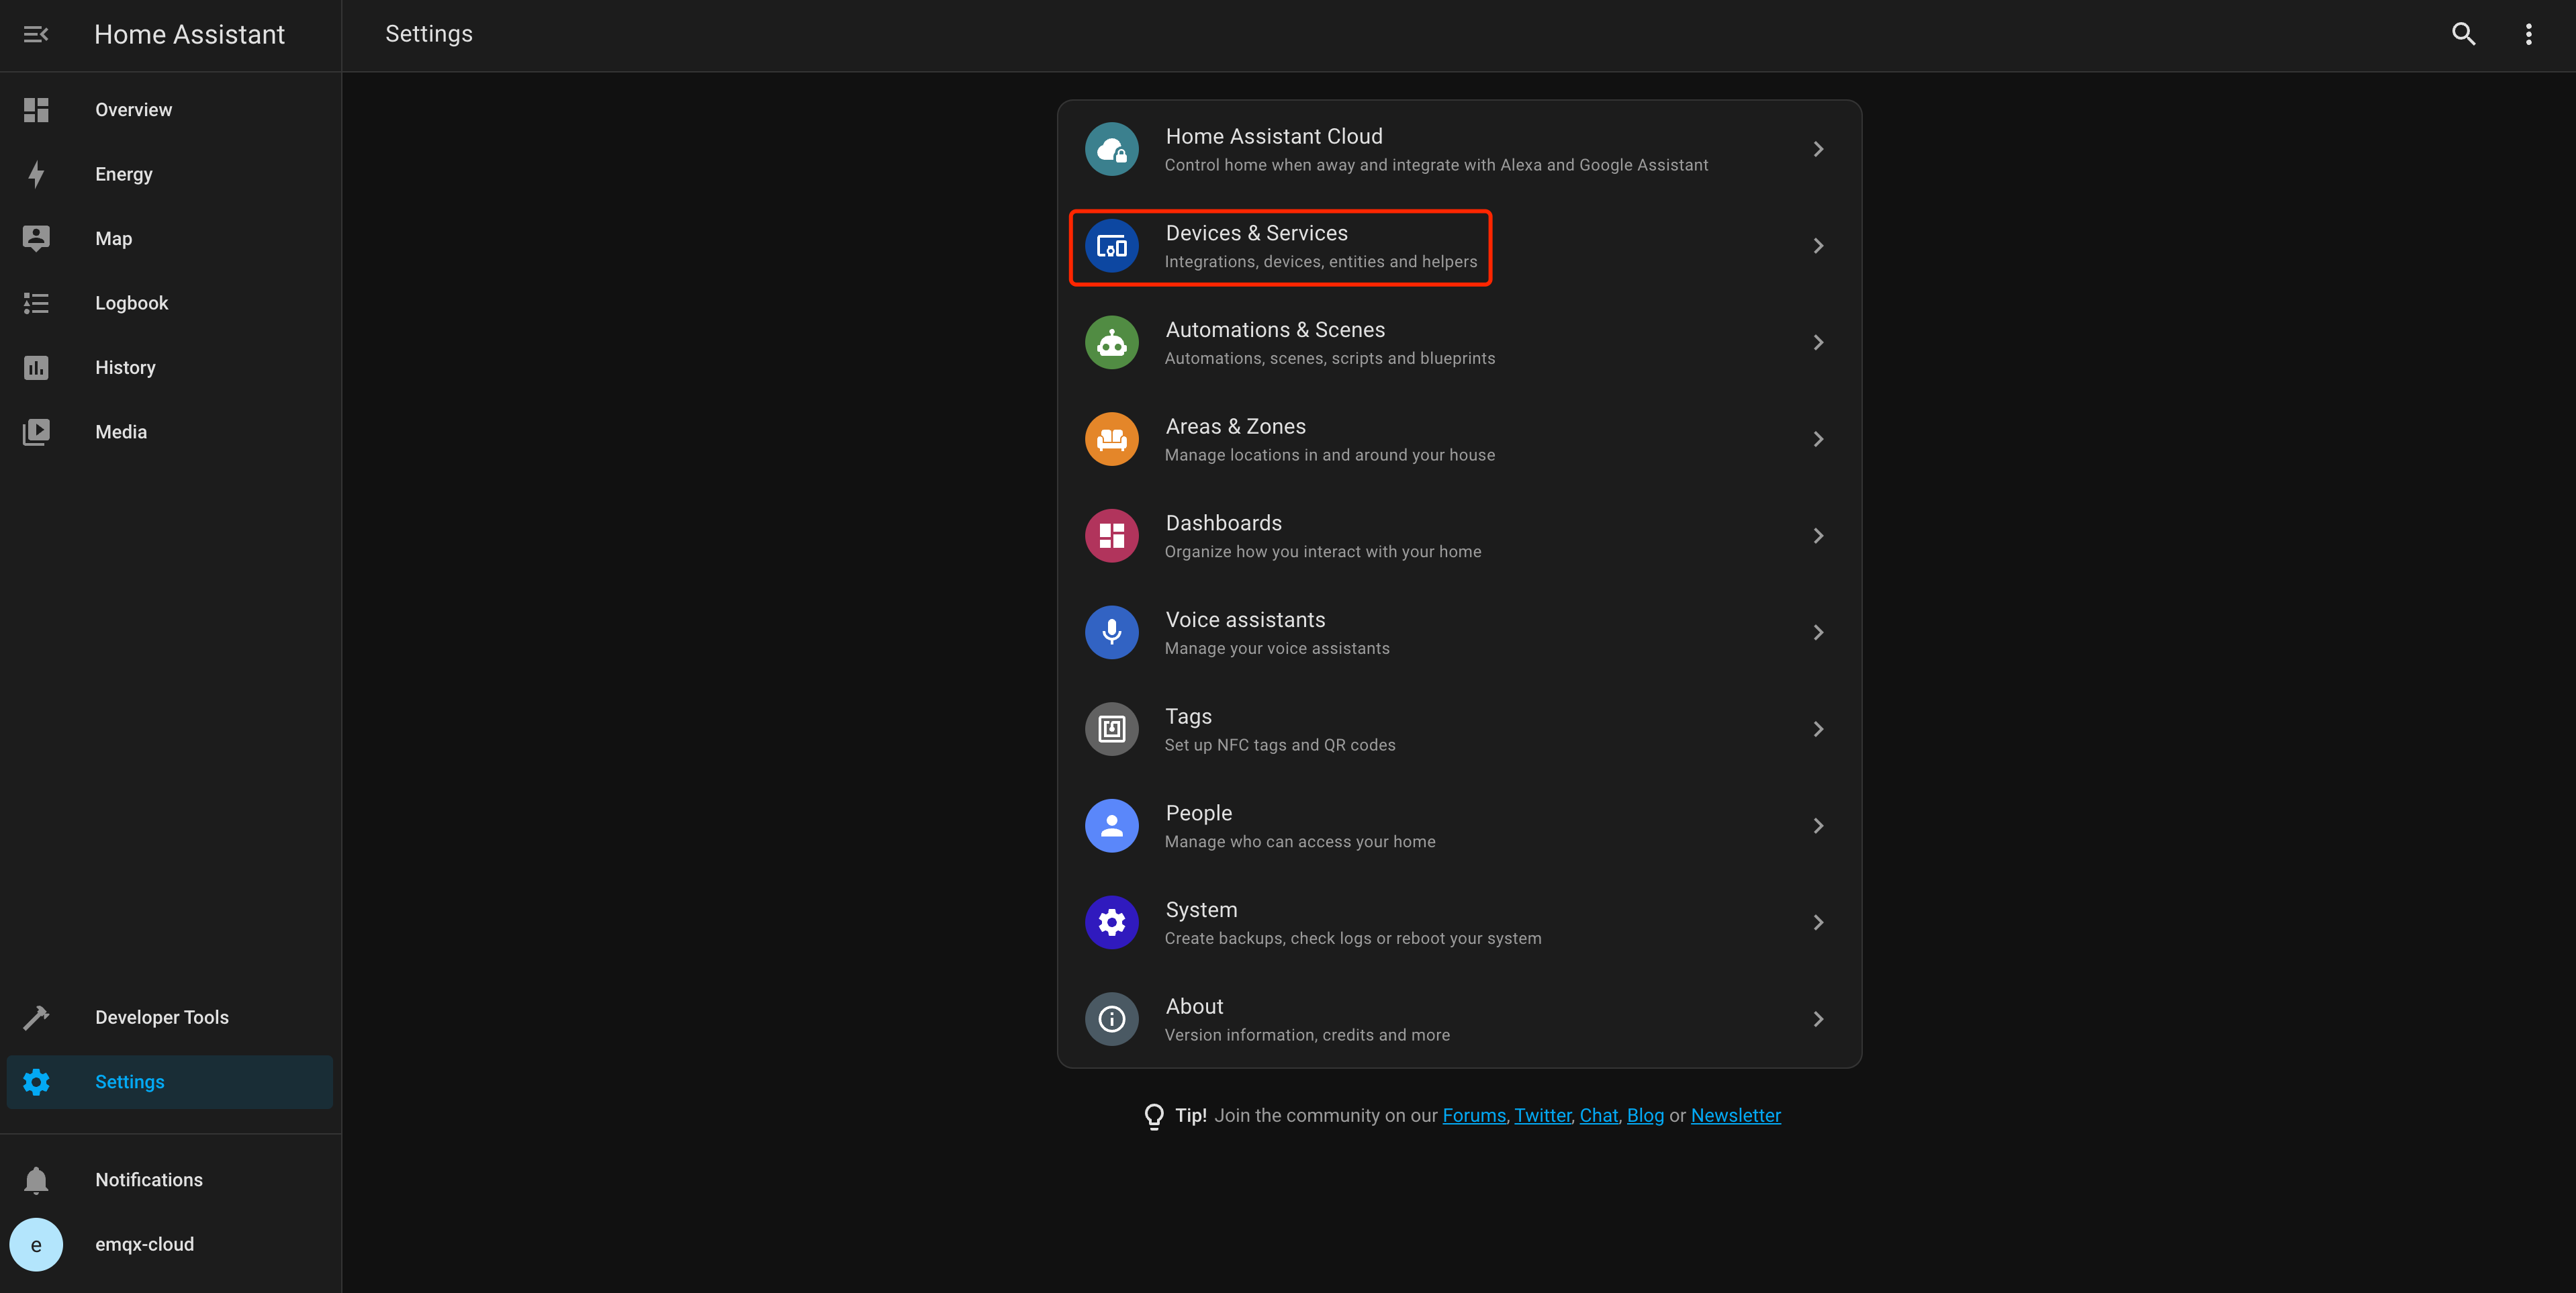 Home Assistant
Overview
Energy
Map
Logbook
History
Media
Developer Tools
Settings
Notifications
e
emqx-cloud
Settings
Home Assistant Cloud
Control home when away and integrate with Alexa and Google Assistant
Devices & Services
Integrations, devices, entities and helpers
Automations & Scenes
Automations, scenes, scripts and blueprints
Areas & Zones
Manage locations in and around your house
Dashboards
Organize how you interact with your home
Voice assistants
Manage your voice assistants
Tags
Set up NFC tags and QR codes
People
Manage who can access your home
System
Create backups, check logs or reboot your system
About
Version information, credits and more
Tip! Join the community on our Forums, Twitter, Chat, Blog or Newsletter